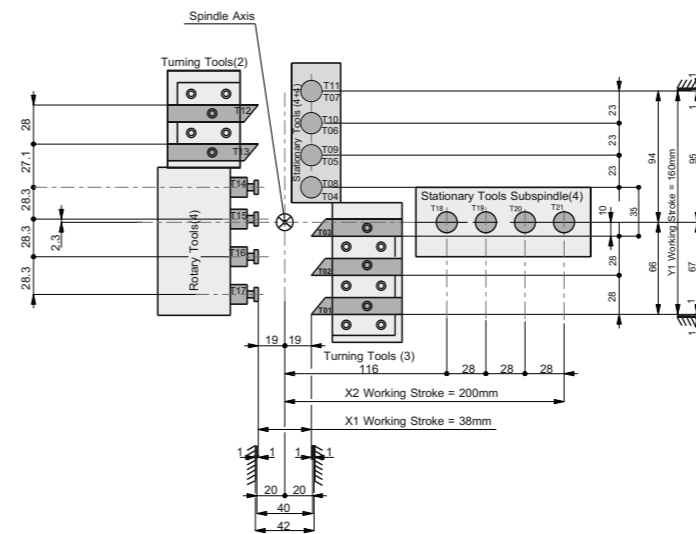 Spindle Axis
Turning Tools(2)
T12
T13
Stationary Tools (4+4)
T11
T07
T10
T06
T09
T05
T08
T04
Rotary Tools(4)
T14
T15
T16
T17
Stationary Tools Subspindle(4)
T18
T19
T20
T21
T03
T02
T01
Turning Tools (3)
28
27.1
28.3
28.3
2.3
28.3
23
23
23
10
35
28
28
94
66
Y1 Working Stroke = 160mm
1
1
95
67
1
1
19
19
116
28
28
28
X2 Working Stroke = 200mm
X1 Working Stroke = 38mm
1
1
1
1
20
20
40
42